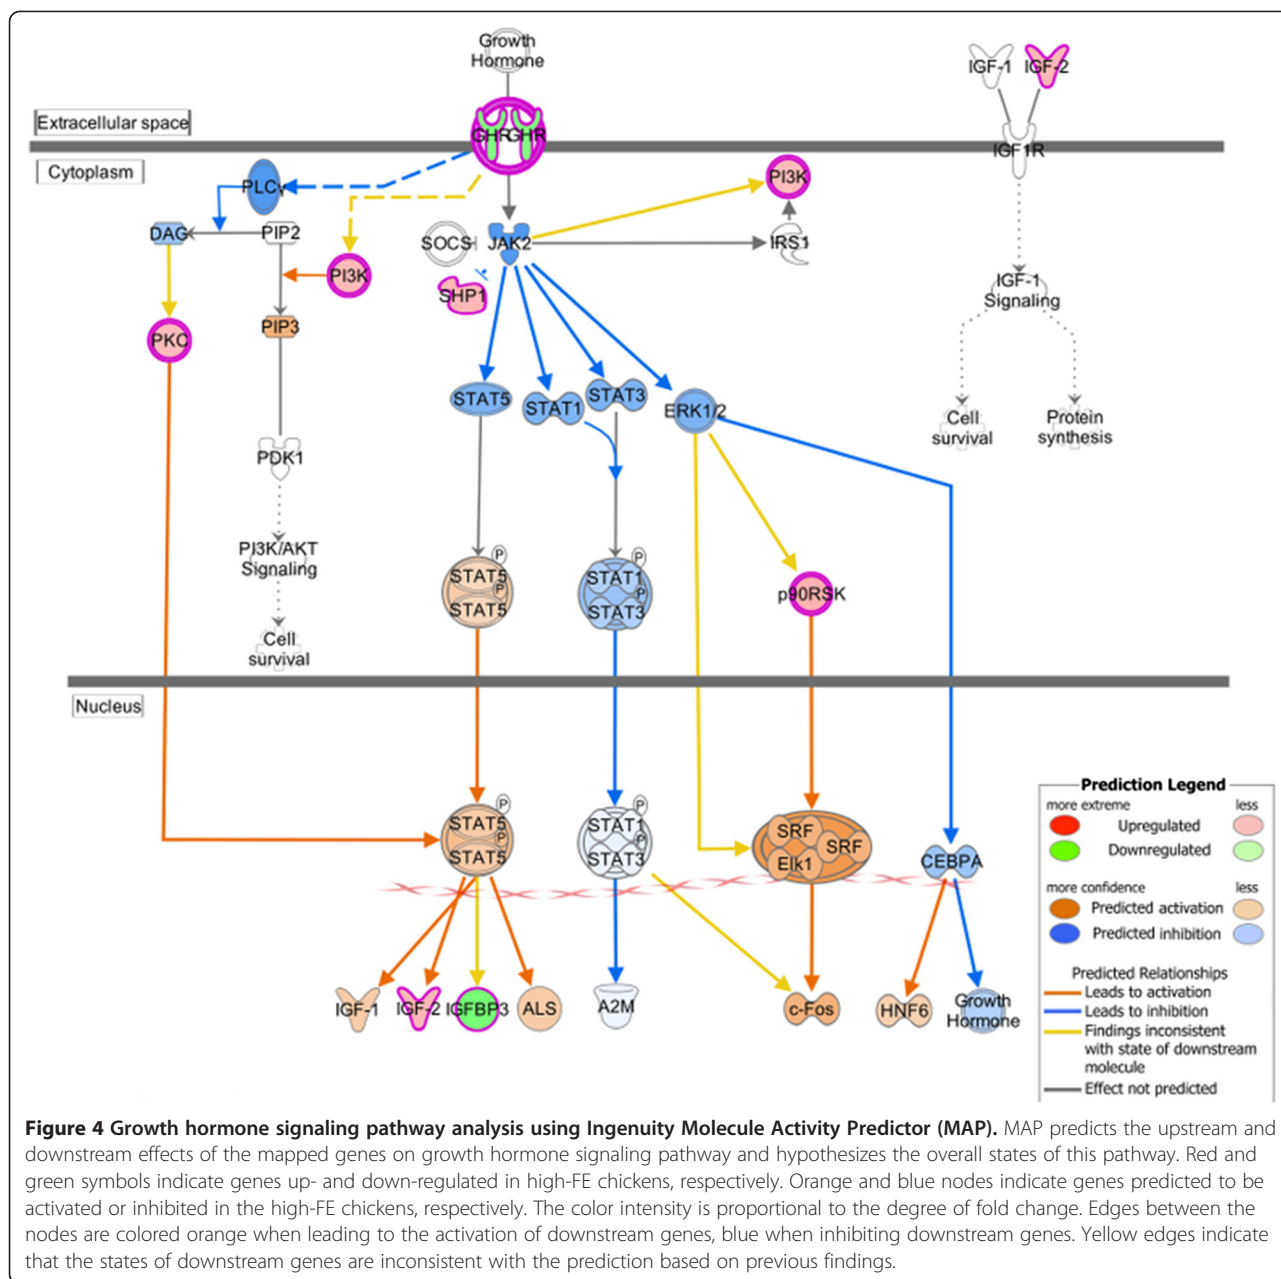 Growth
Hormone
IGF-1
IGF-2
Extracellular space
GHR
GHR
IGF1R
Cytoplasm
PLCγ
PI3K
DAG
PIP2
SOCS
JAK2
IRS1
PI3K
SHP1
IGF-1
Signaling
PKC
PIP3
STAT5
STAT1
STAT3
ERK1/2
Cell
survival
Protein
synthesis
PDK1
PI3K/AKT
Signaling
P
STAT5
P
STAT5
P
STAT1
P
STAT3
p90RSK
Cell
survival
Nucleus
P
STAT5
P
STAT5
P
STAT1
P
STAT3
SRF
SRF
Elk1
CEBPA
IGF-1
IGF-2
IGFBP3
ALS
A2M
c-Fos
HNF6
Growth
Hormone
Prediction Legend
more extreme less
Upregulated
Downregulated
more confidence less
Predicted activation
Predicted inhibition
Predicted Relationships
Leads to activation
Leads to inhibition
Findings inconsistent
with state of downstream
molecule
Effect not predicted
Figure 4 Growth hormone signaling pathway analysis using Ingenuity Molecule Activity Predictor (MAP). MAP predicts the upstream and
downstream effects of the mapped genes on growth hormone signaling pathway and hypothesizes the overall states of this pathway. Red and
green symbols indicate genes up- and down-regulated in high-FE chickens, respectively. Orange and blue nodes indicate genes predicted to be
activated or inhibited in the high-FE chickens, respectively. The color intensity is proportional to the degree of fold change. Edges between the
nodes are colored orange when leading to the activation of downstream genes, blue when inhibiting downstream genes. Yellow edges indicate
that the states of downstream genes are inconsistent with the prediction based on previous findings.